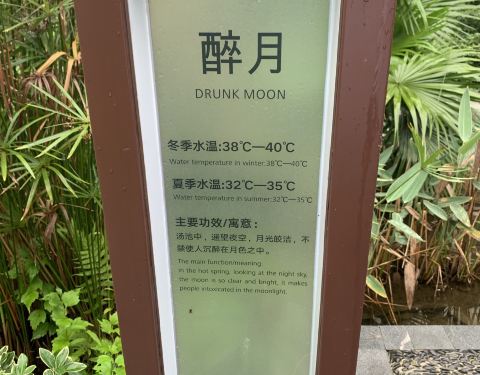 醉月
DRUNK MOON
冬季水温:38℃—40℃
Water temperature in winter:38℃—40℃
夏季水温:32℃—35℃
Water temperature in summer:32℃—35℃
主要功效/寓意：
汤池中，遥望夜空，月光皎洁，不
禁使人沉醉在月色之中。
The main function/meaning:
In the hot spring, looking at the night sky,
the moon is so clear and bright, it makes
people intoxicated in the moonlight.